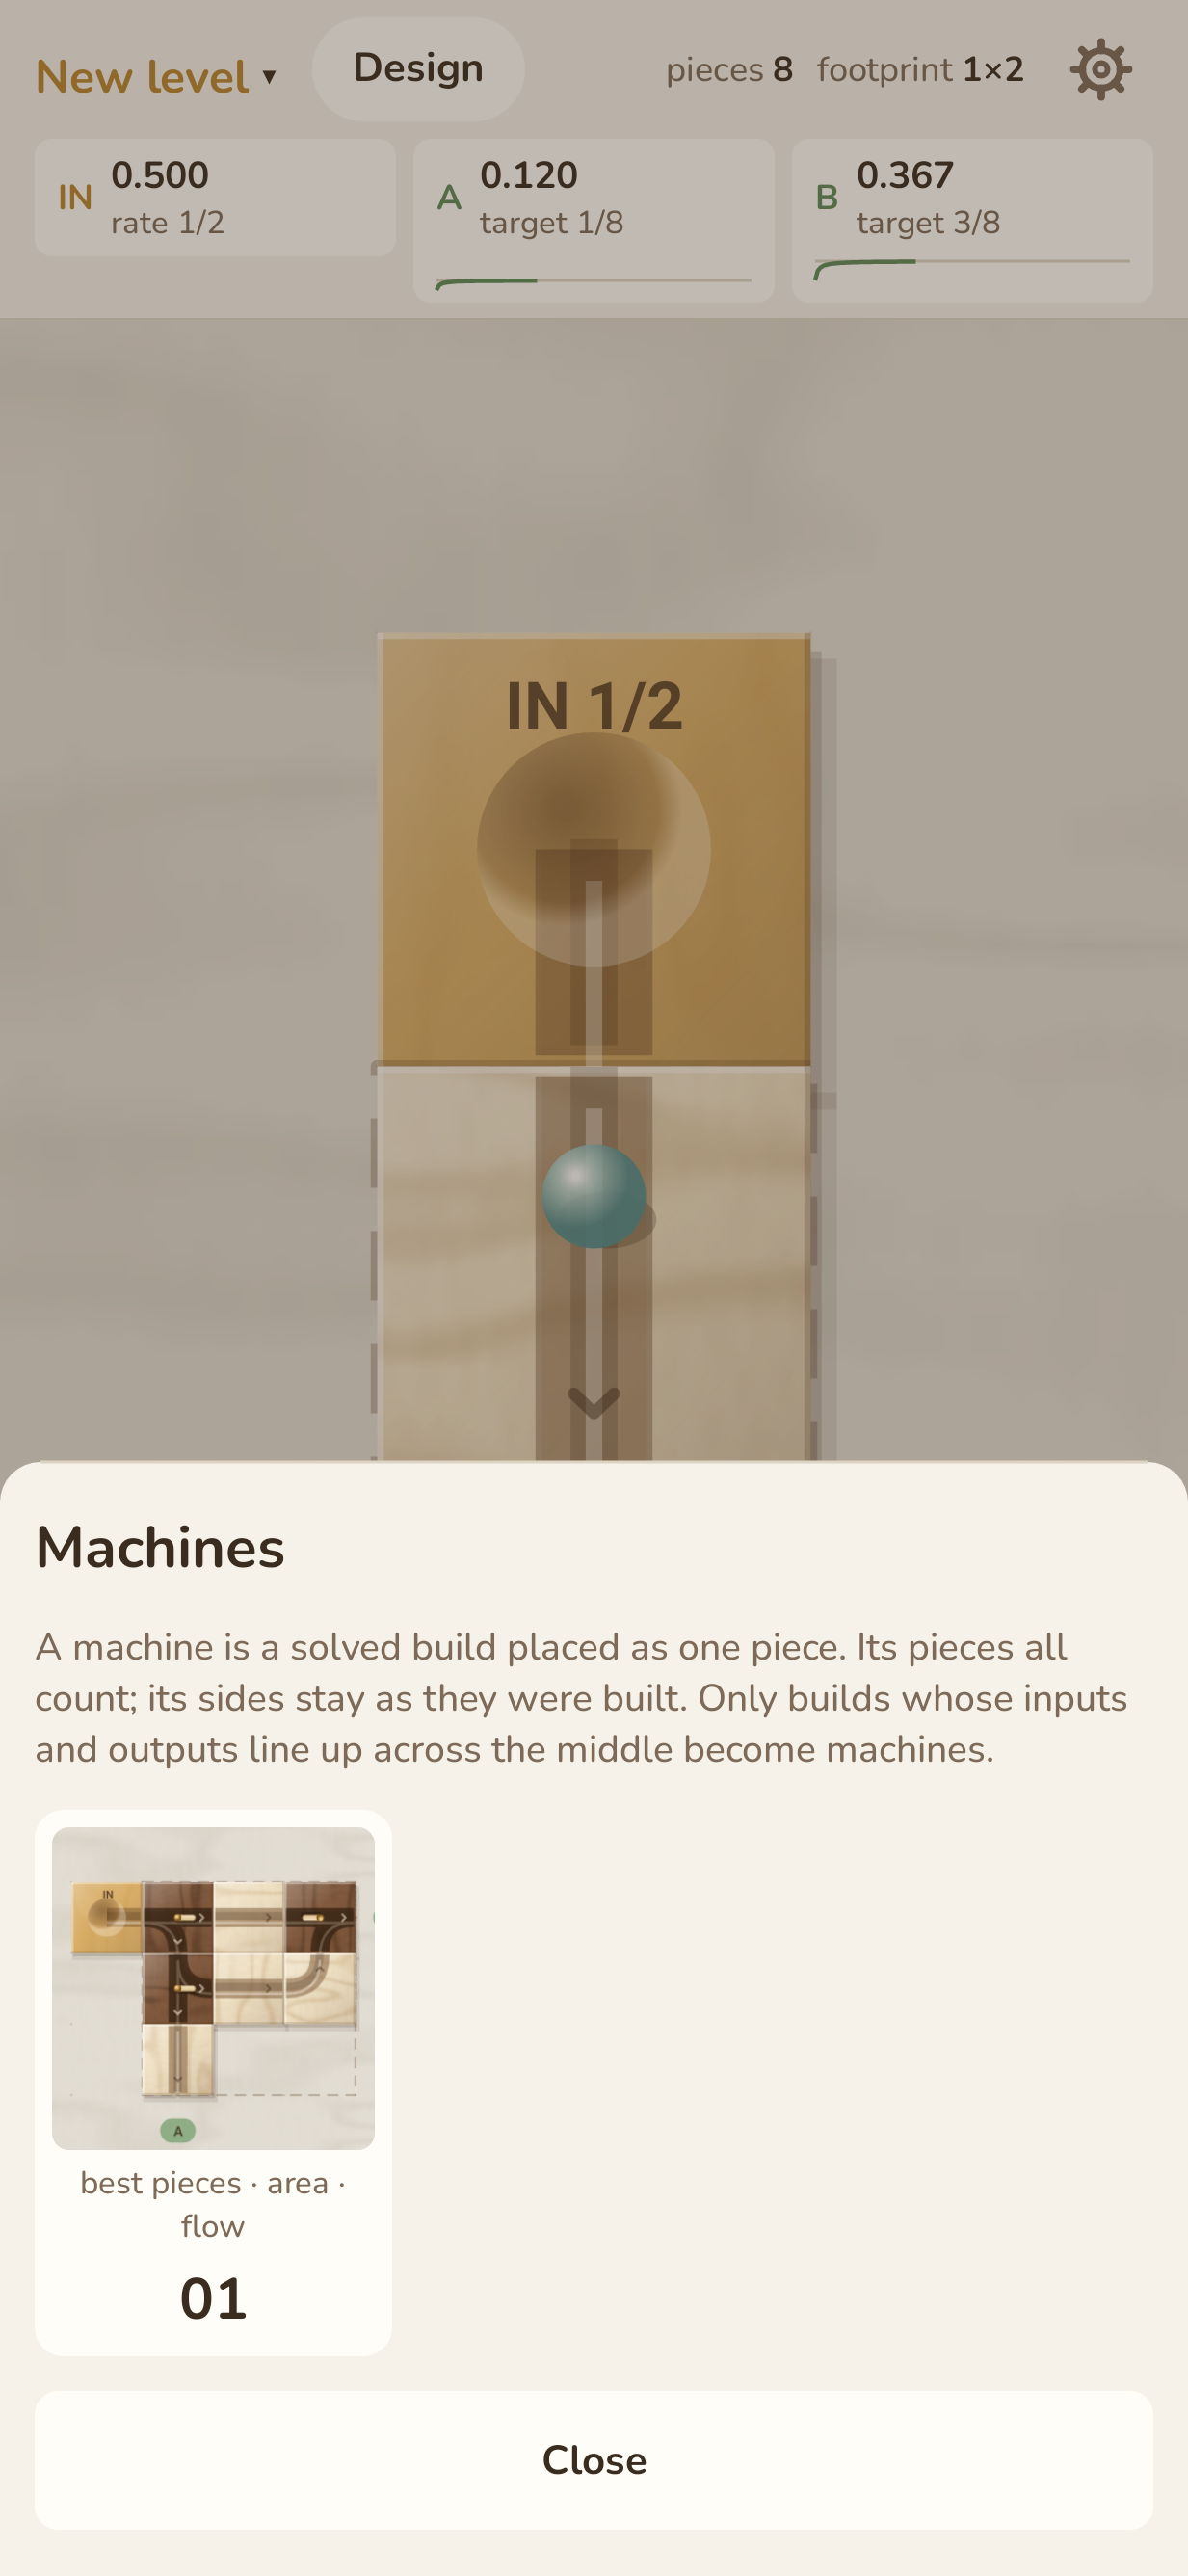 New level ▾ Design pieces 8 footprint 1×2
IN 0.500 rate 1/2
A 0.120 target 1/8
B 0.367 target 3/8
IN 1/2
Machines
A machine is a solved build placed as one piece. Its pieces all
count; its sides stay as they were built. Only builds whose inputs
and outputs line up across the middle become machines.
IN
A
best pieces · area ·
flow
01
Close